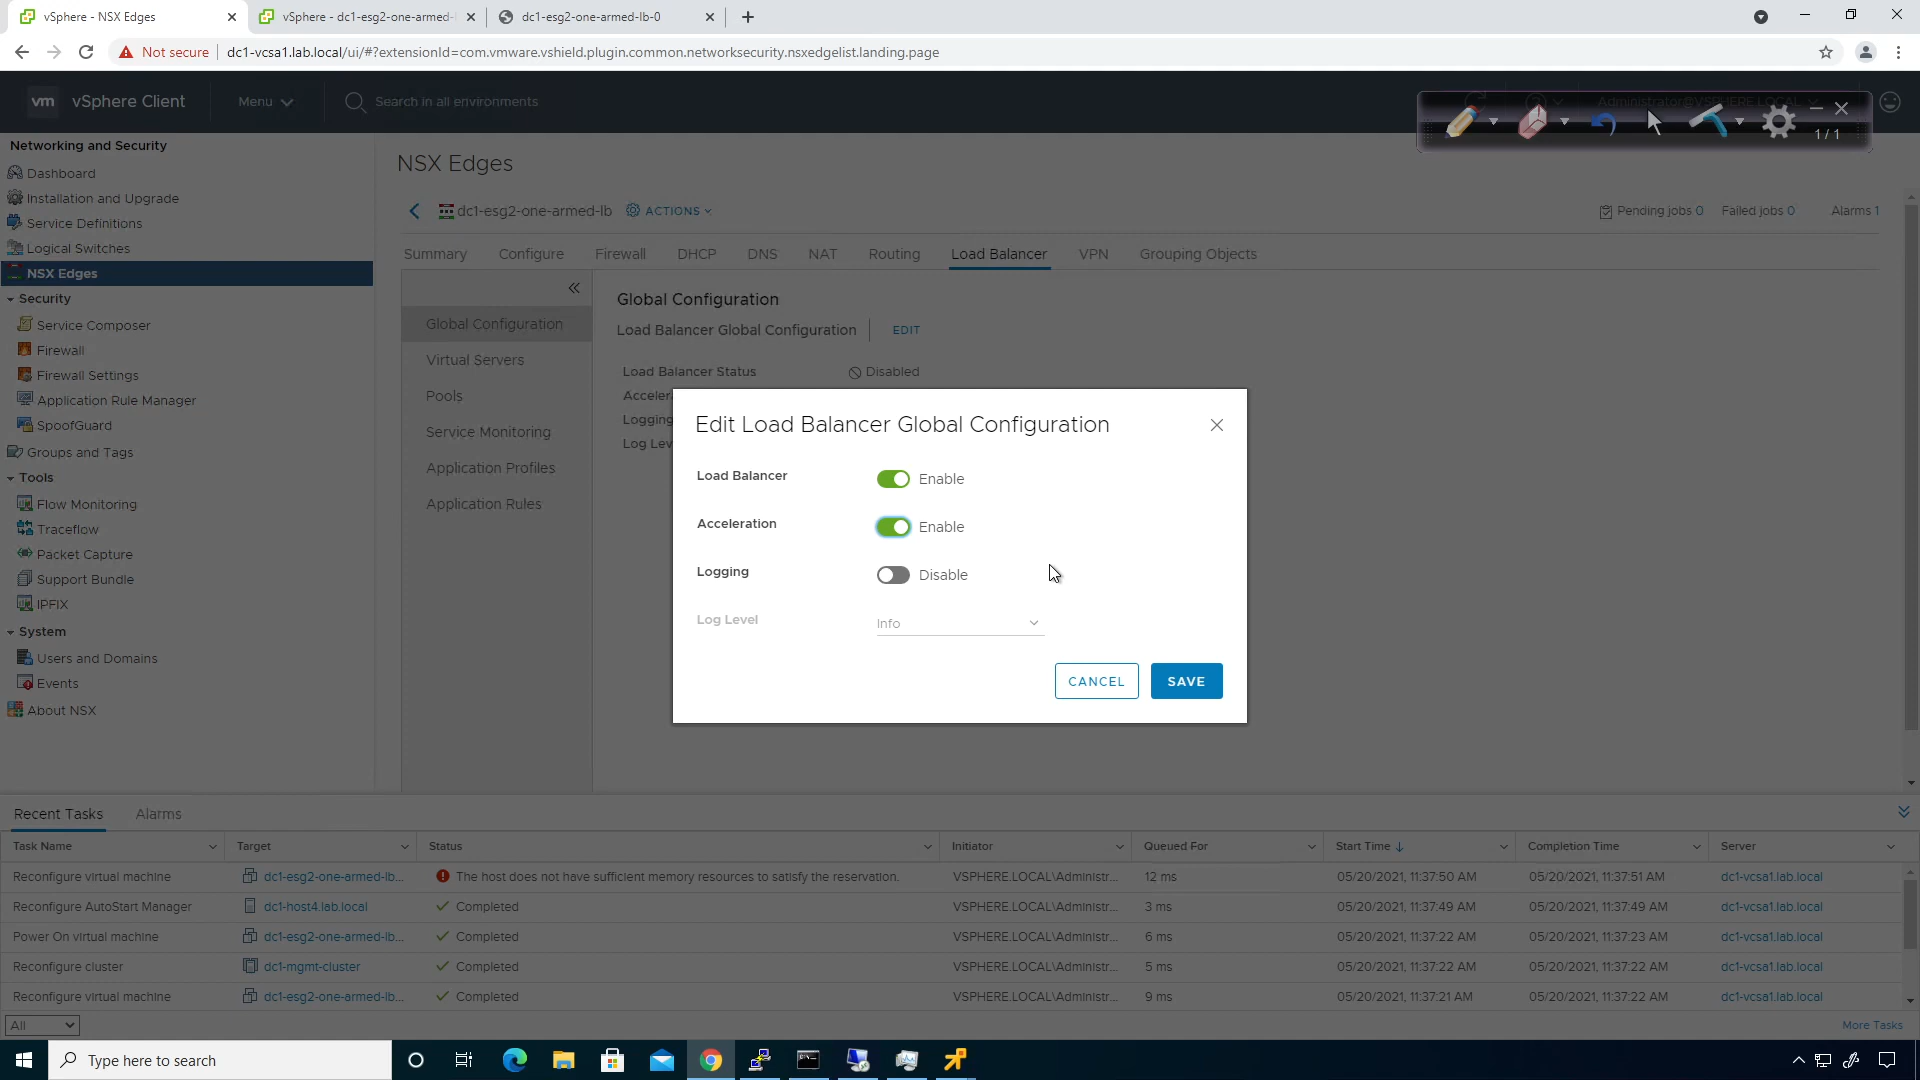 vSphere - NSX Edges
vSphere - dc1-esg2-one-armed-l
dc1-esg2-one-armed-lb-0
Not secure
dc1-vcsa1.lab.local/ui/#?extensionId=com.vmware.vshield.plugin.common.networksecurity.nsxedgelist.landing.page
vm
vSphere Client
Menu
Search in all environments
Administrator@VSPHERE.LOCAL
1/1
Networking and Security
Dashboard
Installation and Upgrade
Service Definitions
Logical Switches
NSX Edges
Security
Service Composer
Firewall
Firewall Settings
Application Rule Manager
SpoofGuard
Groups and Tags
Tools
Flow Monitoring
Traceflow
Packet Capture
Support Bundle
IPFIX
System
Users and Domains
Events
About NSX
NSX Edges
dc1-esg2-one-armed-lb
ACTIONS
Pending jobs 0
Failed jobs 0
Alarms 1
Summary
Configure
Firewall
DHCP
DNS
NAT
Routing
Load Balancer
VPN
Grouping Objects
Global Configuration
Virtual Servers
Pools
Service Monitoring
Application Profiles
Application Rules
Global Configuration
Load Balancer Global Configuration
EDIT
Load Balancer Status
Disabled
Acceler
Logging
Log Lev
Edit Load Balancer Global Configuration
Load Balancer
Enable
Acceleration
Enable
Logging
Disable
Log Level
Info
CANCEL
SAVE
Recent Tasks
Alarms
Task Name
Target
Status
Initiator
Queued For
Start Time
Completion Time
Server
Reconfigure virtual machine
dc1-esg2-one-armed-lb...
The host does not have sufficient memory resources to satisfy the reservation.
VSPHERE.LOCAL\Administr...
12 ms
05/20/2021, 11:37:50 AM
05/20/2021, 11:37:51 AM
dc1-vcsa1.lab.local
Reconfigure AutoStart Manager
dc1-host4.lab.local
Completed
VSPHERE.LOCAL\Administr...
3 ms
05/20/2021, 11:37:49 AM
05/20/2021, 11:37:49 AM
dc1-vcsa1.lab.local
Power On virtual machine
dc1-esg2-one-armed-lb...
Completed
VSPHERE.LOCAL\Administr...
6 ms
05/20/2021, 11:37:22 AM
05/20/2021, 11:37:23 AM
dc1-vcsa1.lab.local
Reconfigure cluster
dc1-mgmt-cluster
Completed
VSPHERE.LOCAL\Administr...
5 ms
05/20/2021, 11:37:22 AM
05/20/2021, 11:37:22 AM
dc1-vcsa1.lab.local
Reconfigure virtual machine
dc1-esg2-one-armed-lb...
Completed
VSPHERE.LOCAL\Administr...
9 ms
05/20/2021, 11:37:21 AM
05/20/2021, 11:37:22 AM
dc1-vcsa1.lab.local
All
More Tasks
Type here to search